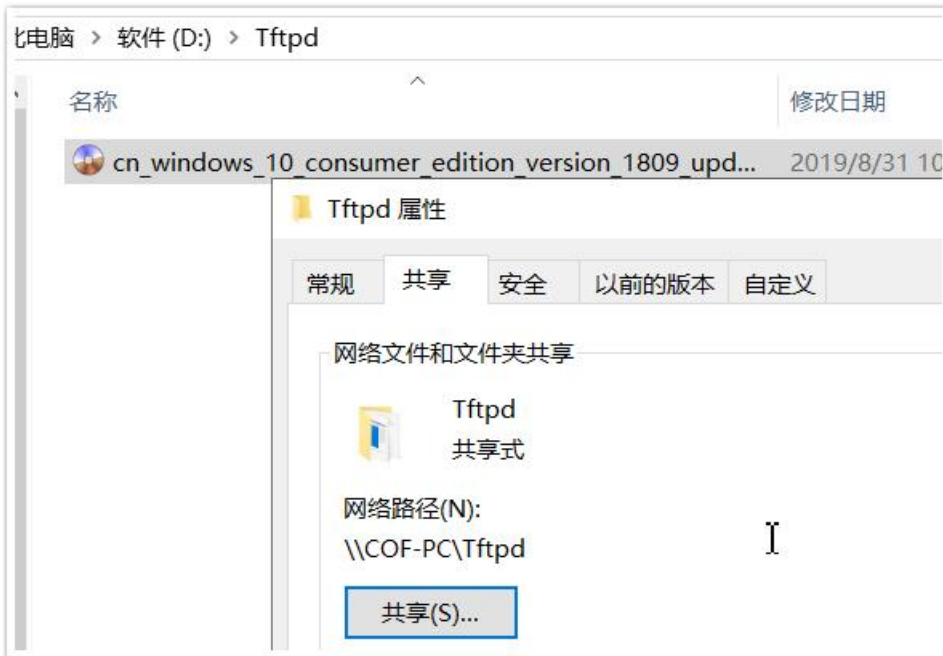 电脑 > 软件 (D:) > Tftpd
名称 修改日期
cn_windows_10_consumer_edition_version_1809_upd... 2019/8/31 10
Tftpd 属性
常规 共享 安全 以前的版本 自定义
网络文件和文件夹共享
Tftpd
共享式
网络路径(N):
\\COF-PC\Tftpd
共享(S)...